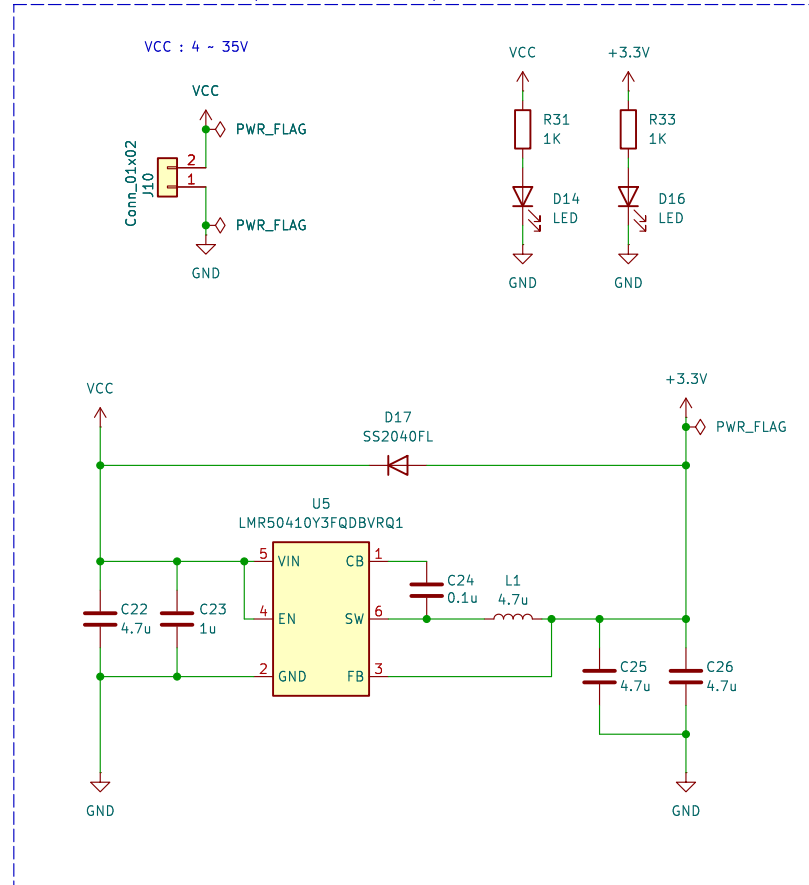 VCC : 4 ~ 35V
VCC
PWR_FLAG
Conn_01x02
J10
2
1
PWR_FLAG
GND
VCC
R31
1K
D14
LED
GND
+3.3V
R33
1K
D16
LED
GND
VCC
D17
SS2040FL
+3.3V
PWR_FLAG
U5
LMR50410Y3FQDBVRQ1
5
VIN
CB
1
4
EN
SW
6
2
GND
FB
3
C22
4.7u
C23
1u
C24
0.1u
L1
4.7u
C25
4.7u
C26
4.7u
GND
GND